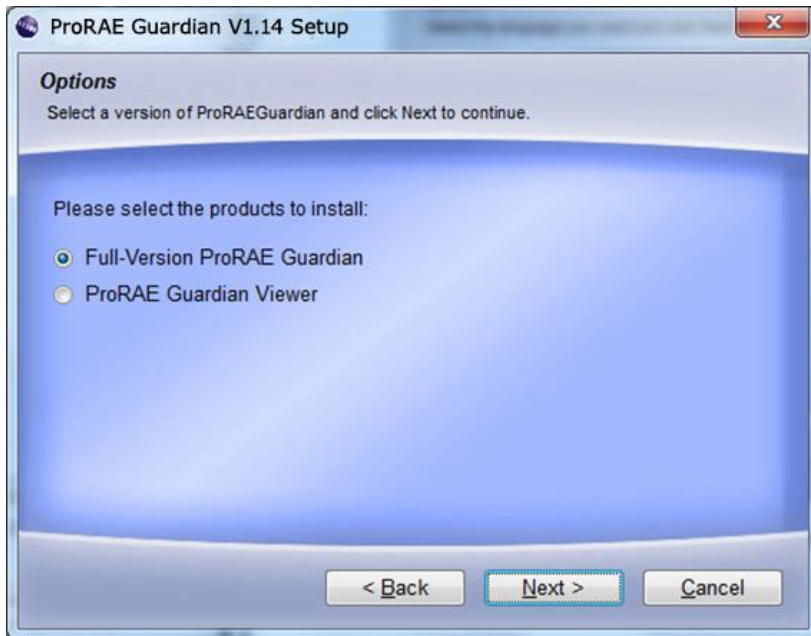 ProRAE Guardian V1.14 Setup
Options
Select a version of ProRAEGuardian and click Next to continue.
Please select the products to install:
Full-Version ProRAE Guardian
ProRAE Guardian Viewer
< Back Next > Cancel